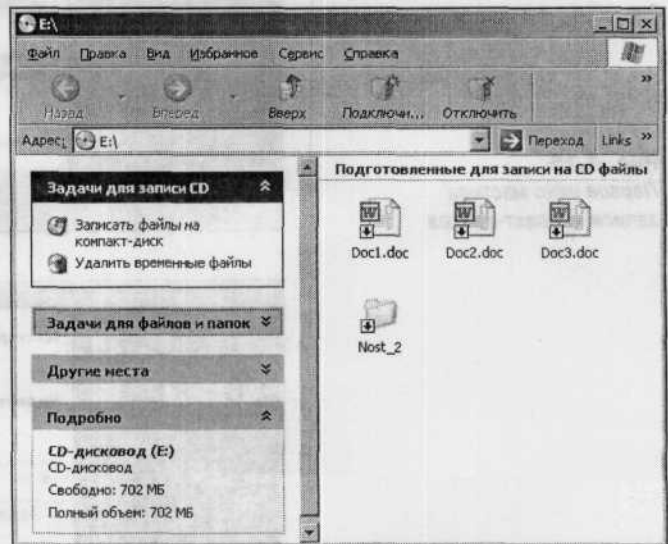 E:\
Файл Правка Вид Избранное Сервис Справка
Назад Вперед Вверх Подключи... Отключить
Адрес: E:\ Переход Links
Задачи для записи CD
Записать файлы на
компакт-диск
Удалить временные файлы
Задачи для файлов и папок
Другие места
Подробно
CD-дисковод (E:)
CD-дисковод
Свободно: 702 МБ
Полный объем: 702 МБ
Подготовленные для записи на CD файлы
Doc1.doc Doc2.doc Doc3.doc
Nost_2